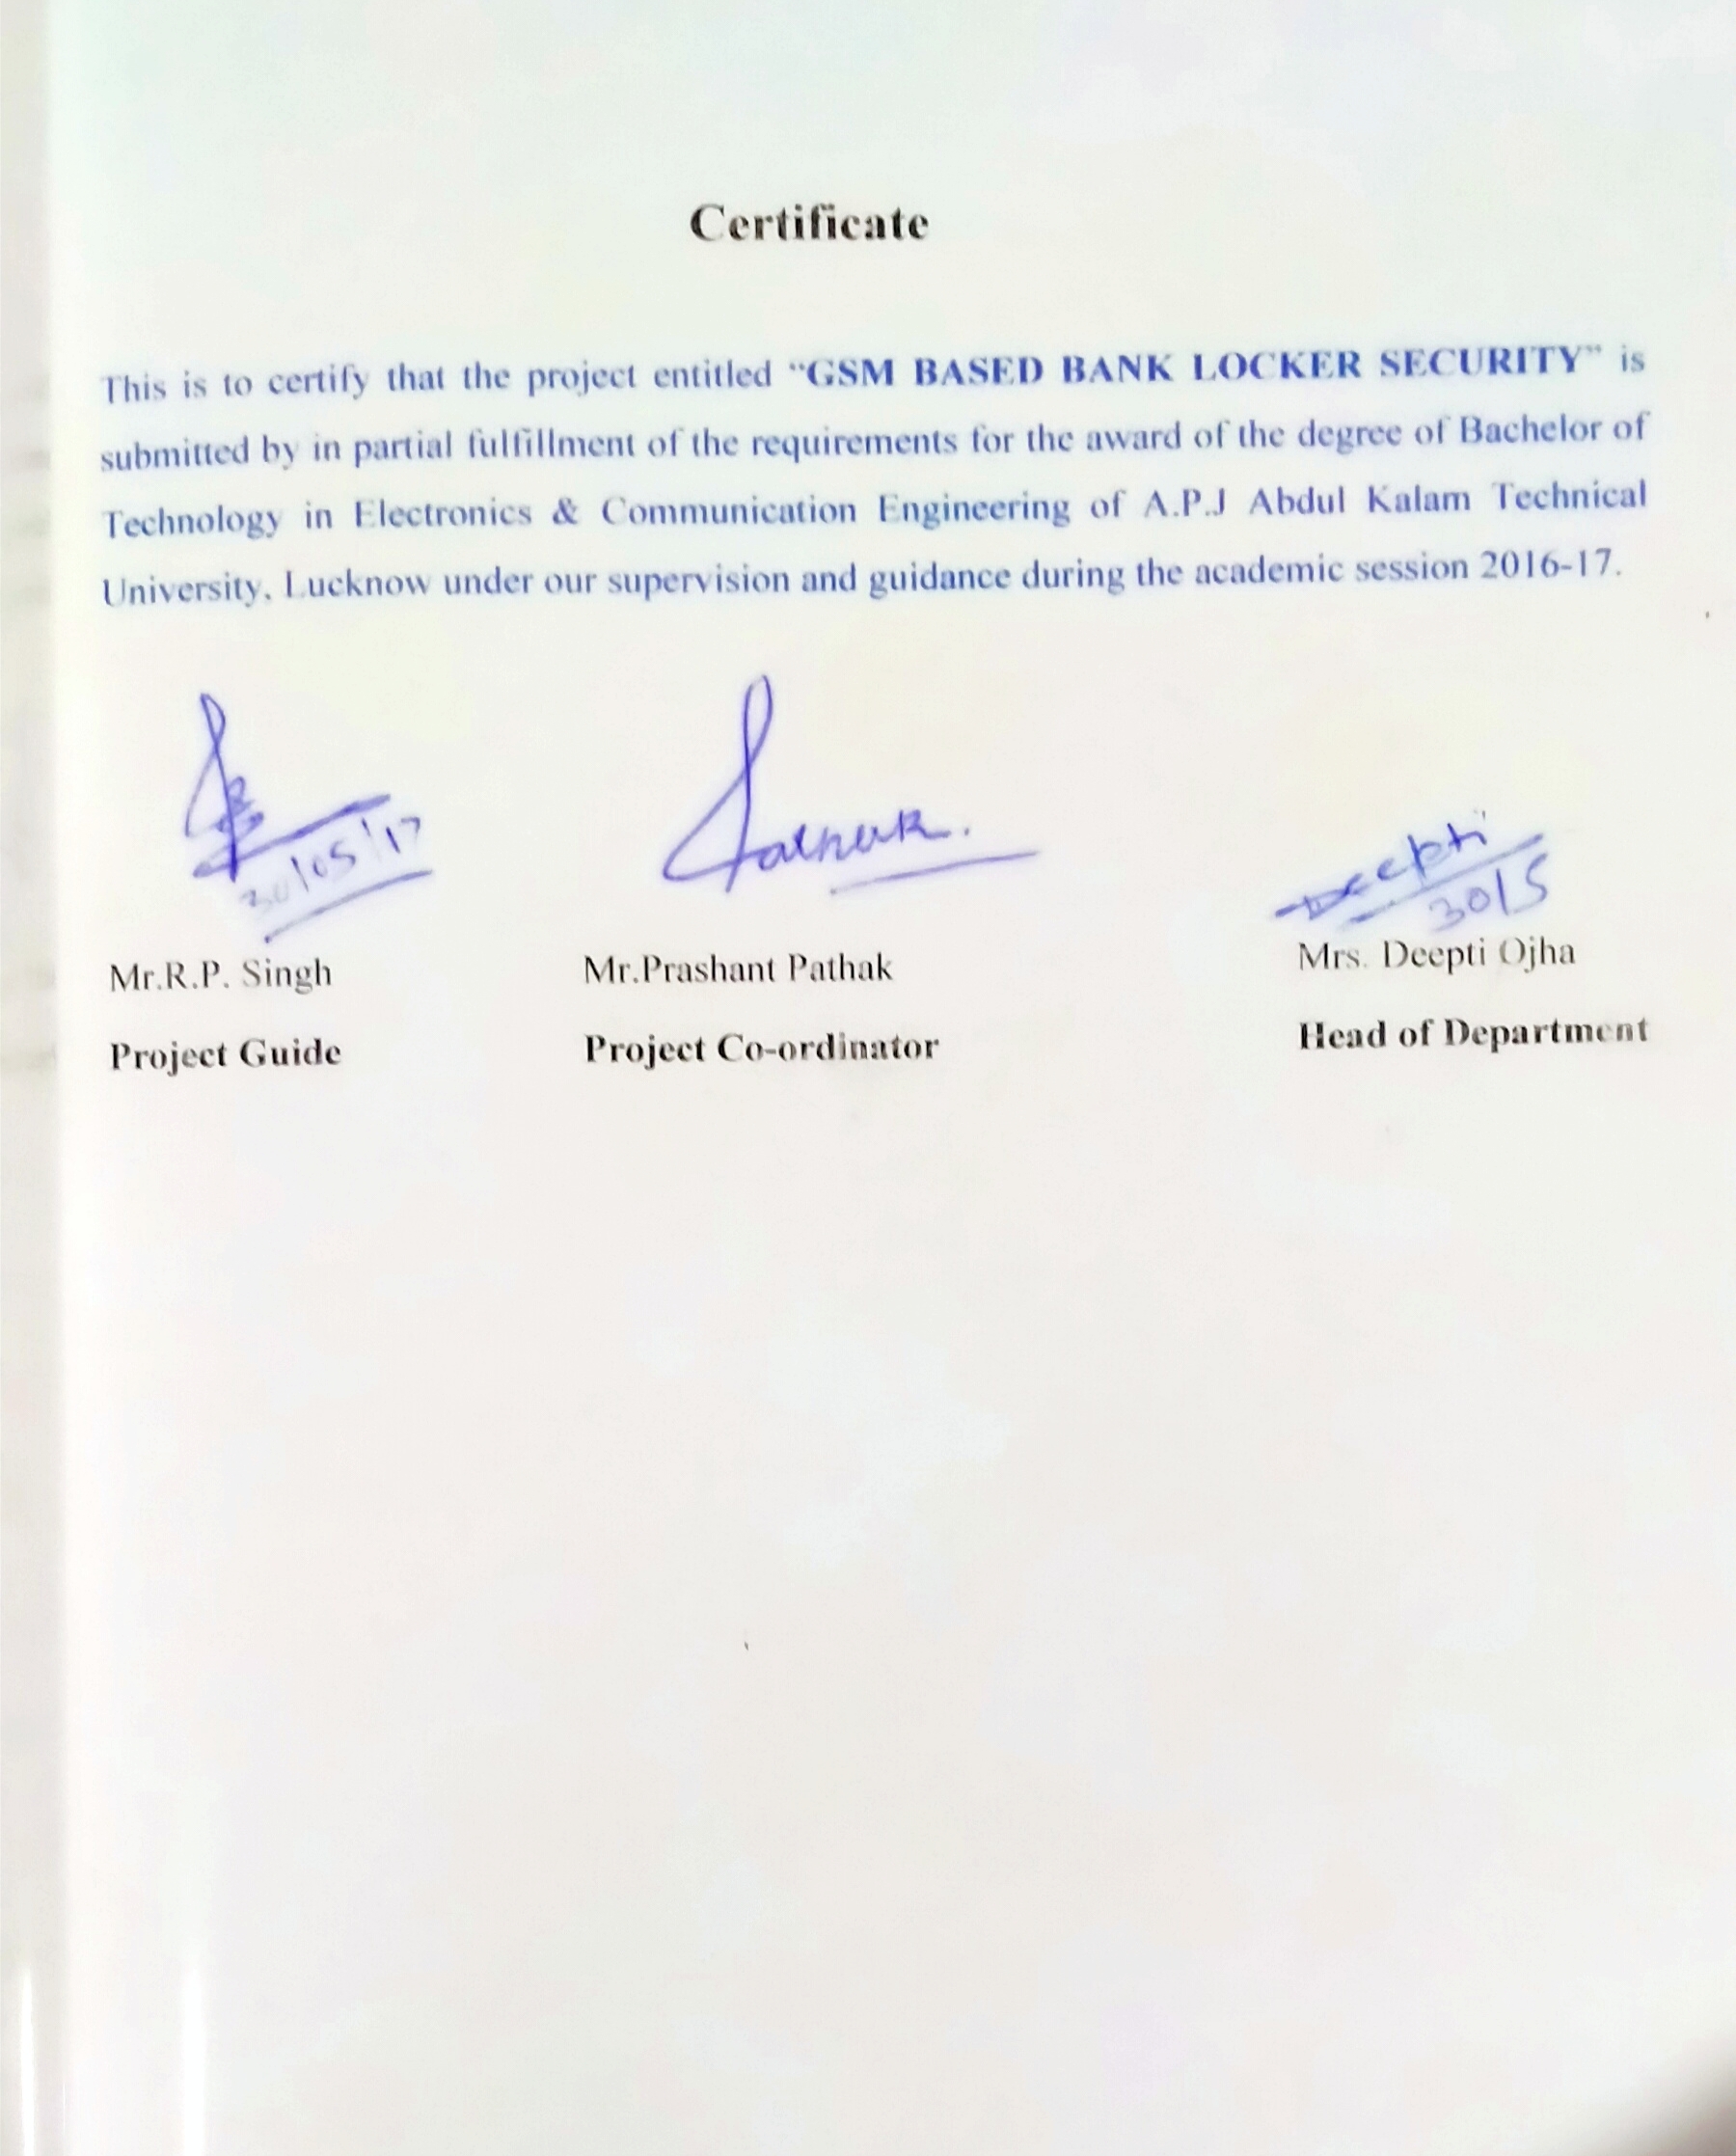 Certificate
This is to certify that the project entitled “GSM BASED BANK LOCKER SECURITY” is
submitted by in partial fulfillment of the requirements for the award of the degree of Bachelor of
Technology in Electronics & Communication Engineering of A.P.J Abdul Kalam Technical
University, Lucknow under our supervision and guidance during the academic session 2016-17.
30/05/17
Pathak.
Deepti
30/5
Mr.R.P. Singh
Mr.Prashant Pathak
Mrs. Deepti Ojha
Project Guide
Project Co-ordinator
Head of Department